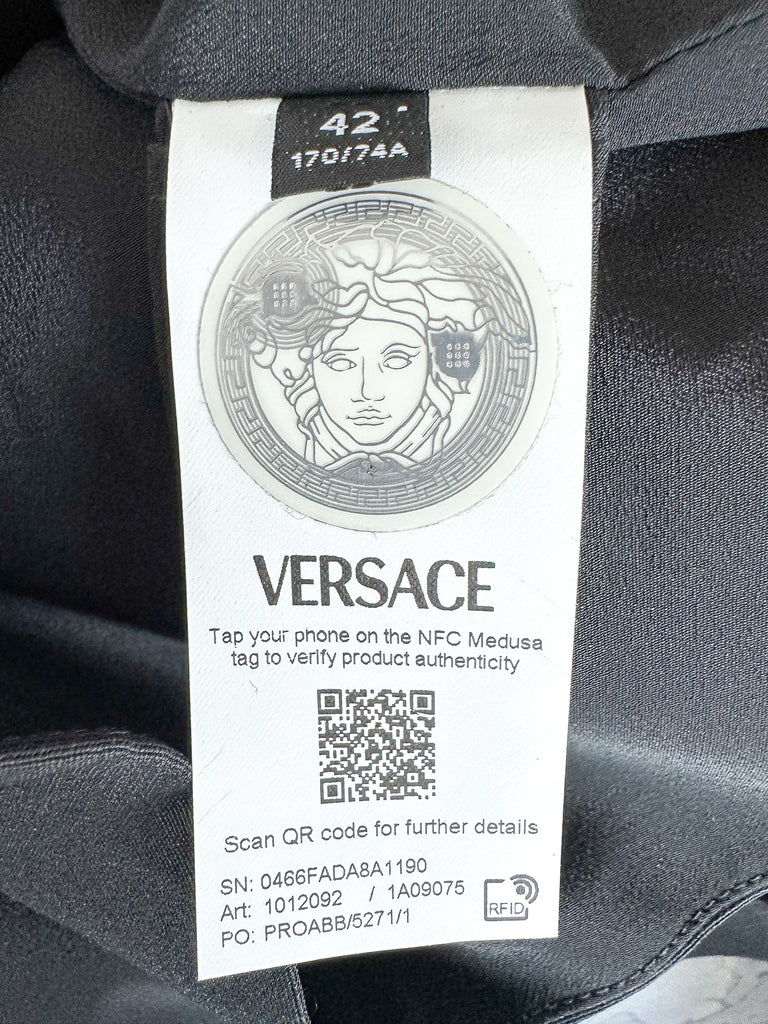 42
170/74A
VERSACE
Tap your phone on the NFC Medusa
tag to verify product authenticity
Scan QR code for further details
SN: 0466FADA8A1190
Art: 1012092 / 1A09075
PO: PROABB/5271/1
RFID